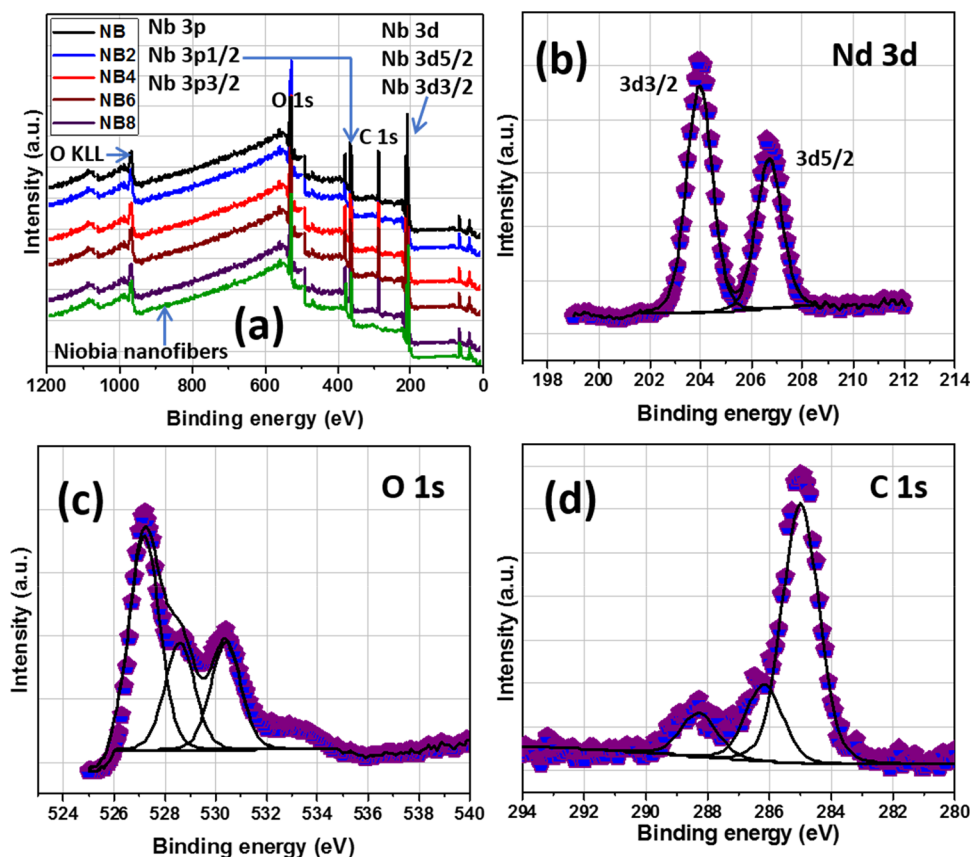 NB
NB2
NB4
NB6
NB8
Nb 3p
Nb 3p1/2
Nb 3p3/2
Nb 3d
Nb 3d5/2
Nb 3d3/2
O 1s
C 1s
O KLL
(a)
Niobia nanofibers
Intensity (a.u.)
1200 1000 800 600 400 200 0
Binding energy (eV)
(b)
Nd 3d
3d3/2
3d5/2
Intensity (a.u.)
198 200 202 204 206 208 210 212 214
Binding energy (eV)
(c)
O 1s
Intensity (a.u.)
524 526 528 530 532 534 536 538 540
Binding energy (eV)
(d)
C 1s
Intensity (a.u.)
294 292 290 288 286 284 282 280
Binding energy (eV)